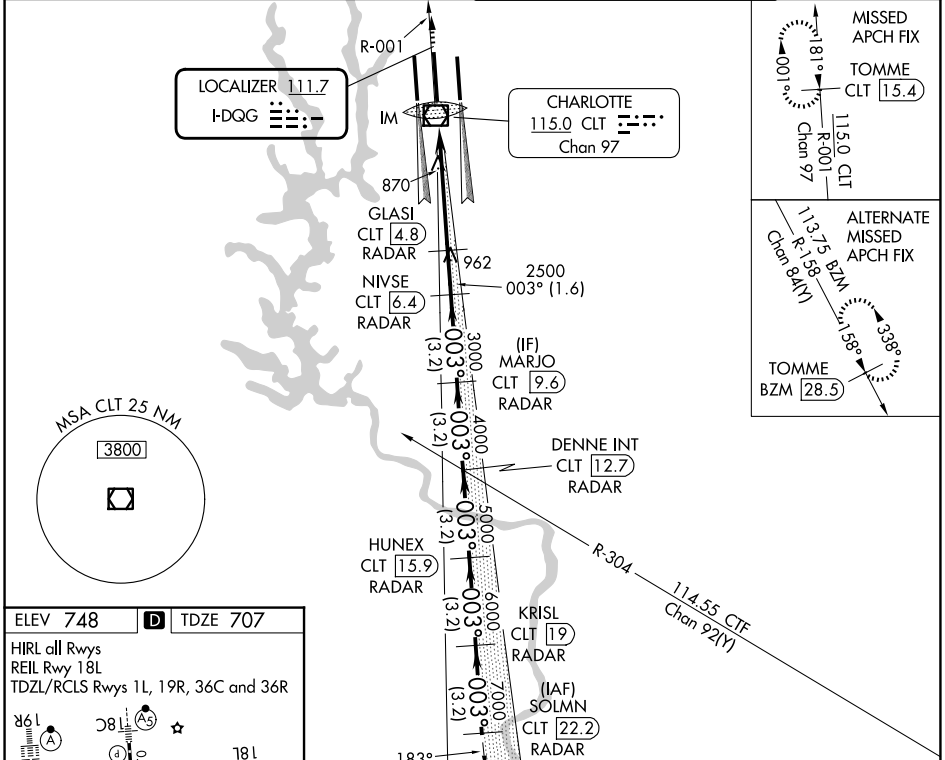 R-001
LOCALIZER 111.7
I-DQG
IM
CHARLOTTE
115.0 CLT
Chan 97
870
GLASI
CLT 4.8
RADAR
962
NIVSE
CLT 6.4
RADAR
2500
003° (1.6)
003°
(3.2)
3000
(IF)
MARJO
CLT 9.6
RADAR
003°
(3.2)
4000
DENNE INT
CLT 12.7
RADAR
003°
(3.2)
5000
HUNEX
CLT 15.9
RADAR
R-304
114.55 CTF
Chan 92(Y)
003°
(3.2)
6000
KRISL
CLT 19
RADAR
003°
(3.2)
7000
(IAF)
SOLMN
CLT 22.2
RADAR
183°
MSA CLT 25 NM
3800
MISSED
APCH FIX
TOMME
CLT 15.4
181°
001°
115.0 CLT
R-001
Chan 97
ALTERNATE
MISSED
APCH FIX
113.75 BZM
R-158
Chan 84(Y)
158°
338°
TOMME
BZM 28.5
ELEV 748 D TDZE 707
HIRL all Rwys
REIL Rwy 18L
TDZL/RCLS Rwys 1L, 19R, 36C and 36R
19R
A
18C
A5
P
0
18L